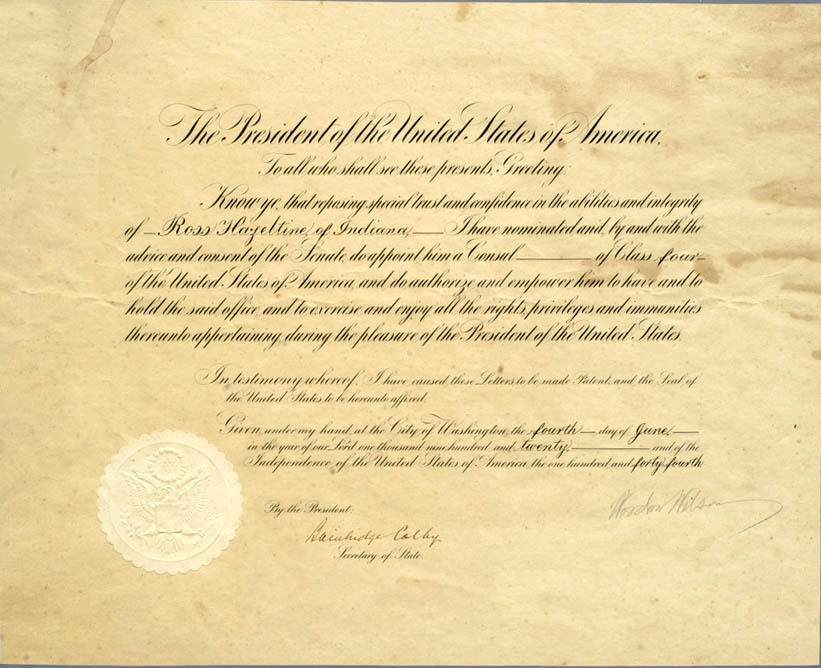 The President of the United States of America,
To all who shall see these presents, Greeting:
Know ye, that reposing special trust and confidence in the abilities and integrity
of — Ross Hazeltine, of Indiana, — I have nominated and, by and with the
advice and consent of the Senate, do appoint him a Consul — of Class four
of the United States of America, and do authorize and empower him to have and to
hold the said office, and to exercise and enjoy all the rights, privileges and immunities
thereunto appertaining, during the pleasure of the President of the United States.
In testimony whereof, I have caused these Letters to be made Patent, and the Seal of
the United States to be hereunto affixed.
Given, under my hand, at the City of Washington, the fourth — day of June, —
in the year of our Lord one thousand nine hundred and twenty, — and of the
Independence of the United States of America, the one hundred and forty-fourth.
By the President:
Woodrow Wilson
Bainbridge Colby
Secretary of State.